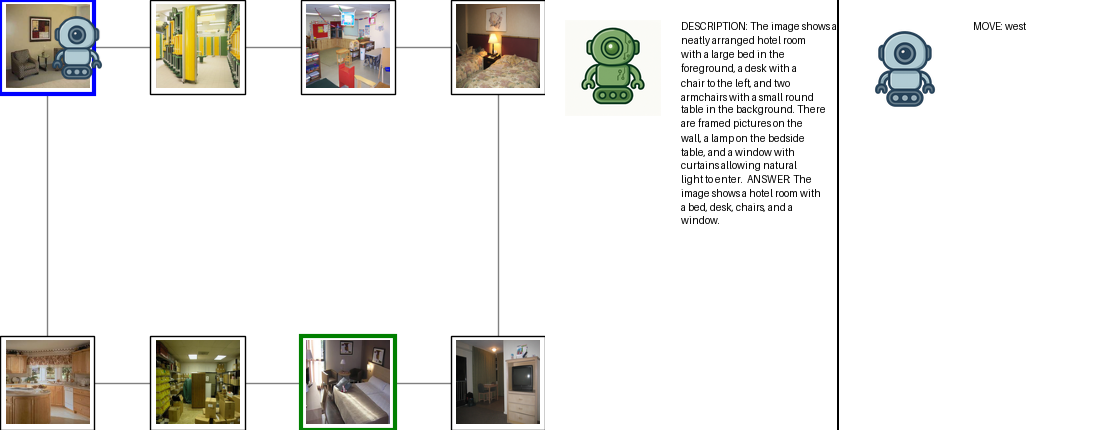 DESCRIPTION: The image shows a
neatly arranged hotel room
with a large bed in the
foreground, a desk with a
chair to the left, and two
armchairs with a small round
table in the background. There
are framed pictures on the
wall, a lamp on the bedside
table, and a window with
curtains allowing natural
light to enter.  ANSWER: The
image shows a hotel room with
a bed, desk, chairs, and a
window.
MOVE: west